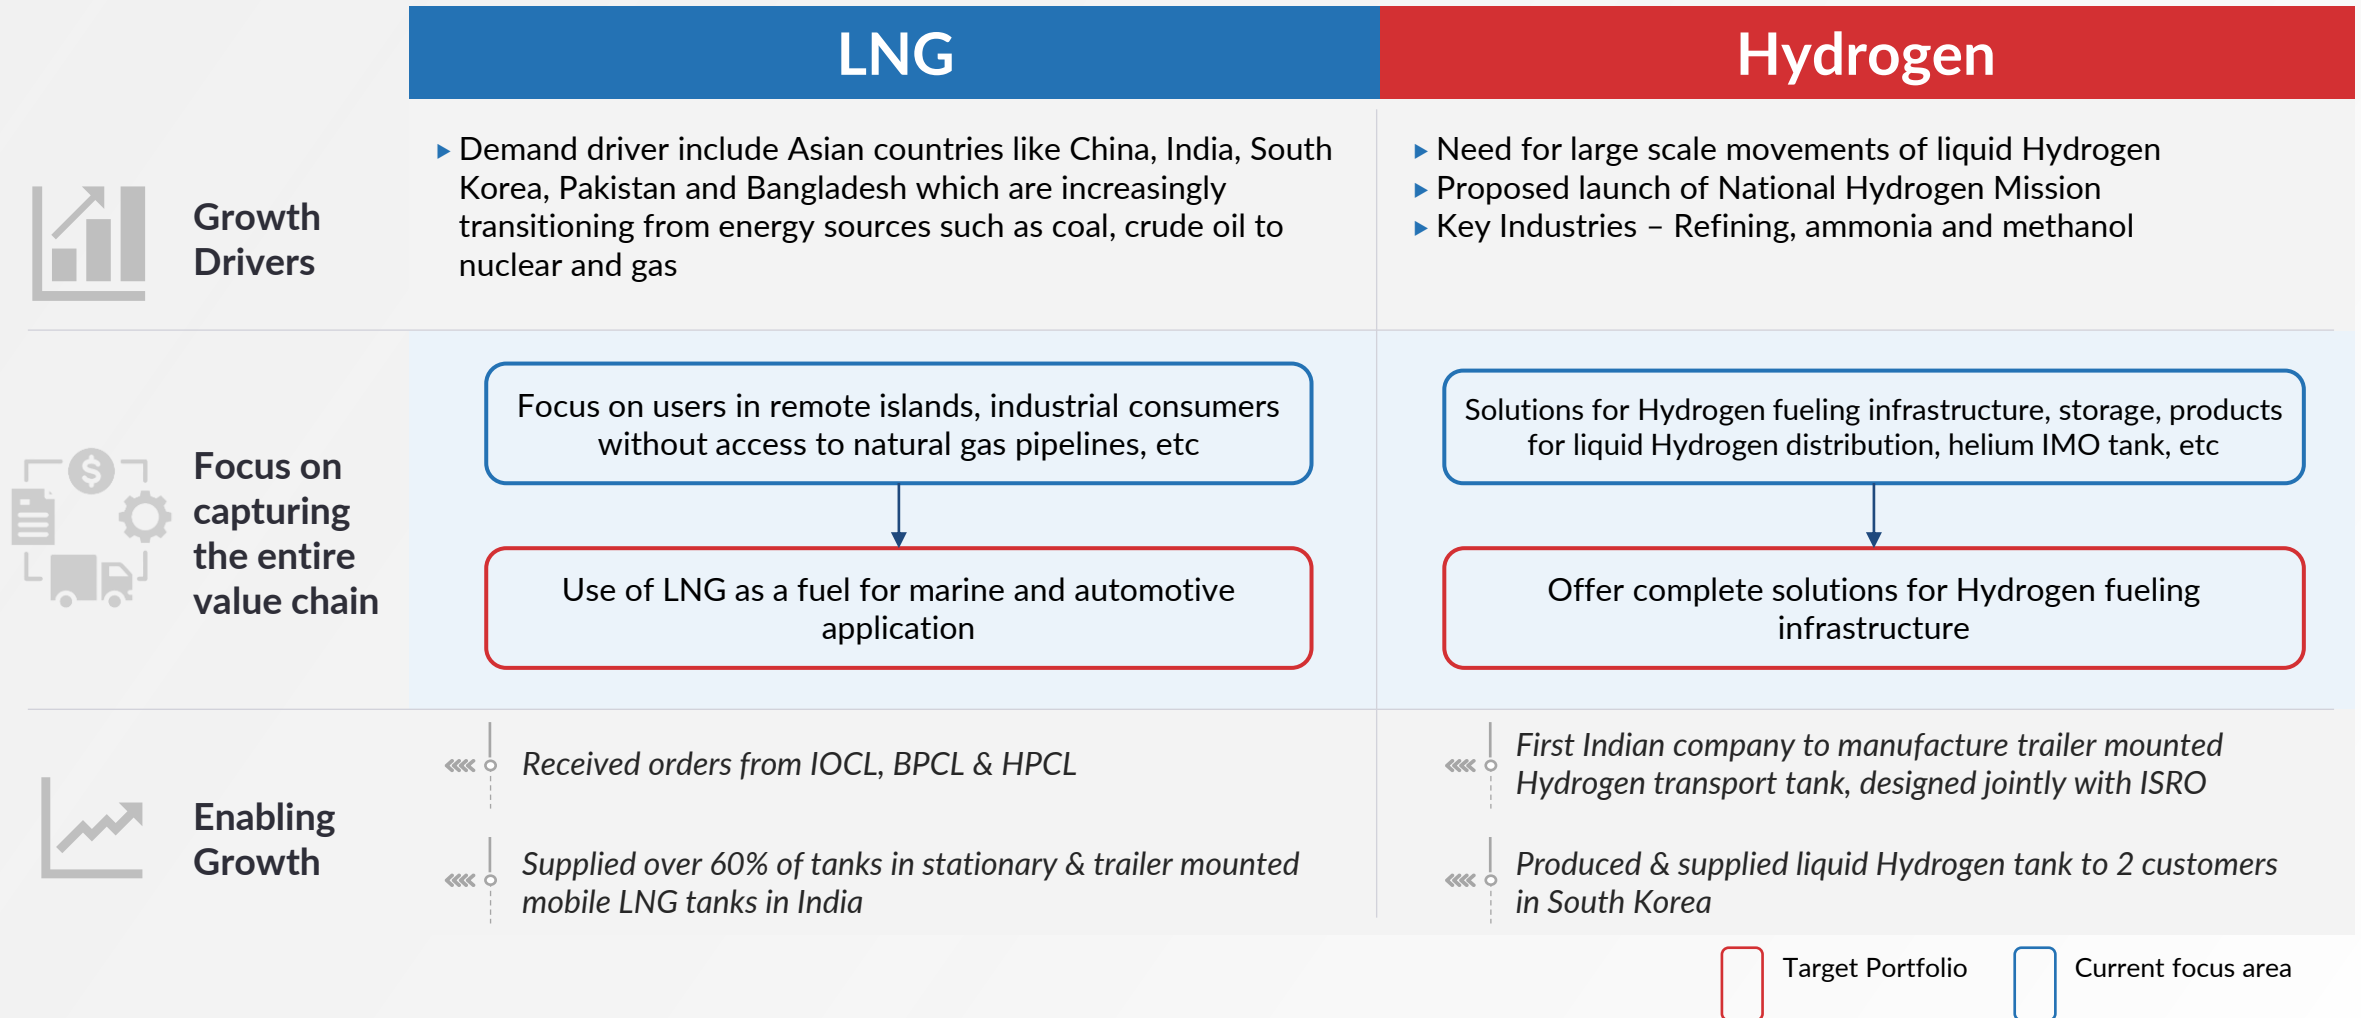 LNG
Hydrogen
Growth
Drivers
Demand driver include Asian countries like China, India, South
Korea, Pakistan and Bangladesh which are increasingly
transitioning from energy sources such as coal, crude oil to
nuclear and gas
Need for large scale movements of liquid Hydrogen
Proposed launch of National Hydrogen Mission
Key Industries – Refining, ammonia and methanol
Focus on
capturing
the entire
value chain
Focus on users in remote islands, industrial consumers
without access to natural gas pipelines, etc
Use of LNG as a fuel for marine and automotive
application
Solutions for Hydrogen fueling infrastructure, storage, products
for liquid Hydrogen distribution, helium IMO tank, etc
Offer complete solutions for Hydrogen fueling
infrastructure
Enabling
Growth
Received orders from IOCL, BPCL & HPCL
Supplied over 60% of tanks in stationary & trailer mounted
mobile LNG tanks in India
First Indian company to manufacture trailer mounted
Hydrogen transport tank, designed jointly with ISRO
Produced & supplied liquid Hydrogen tank to 2 customers
in South Korea
Target Portfolio
Current focus area